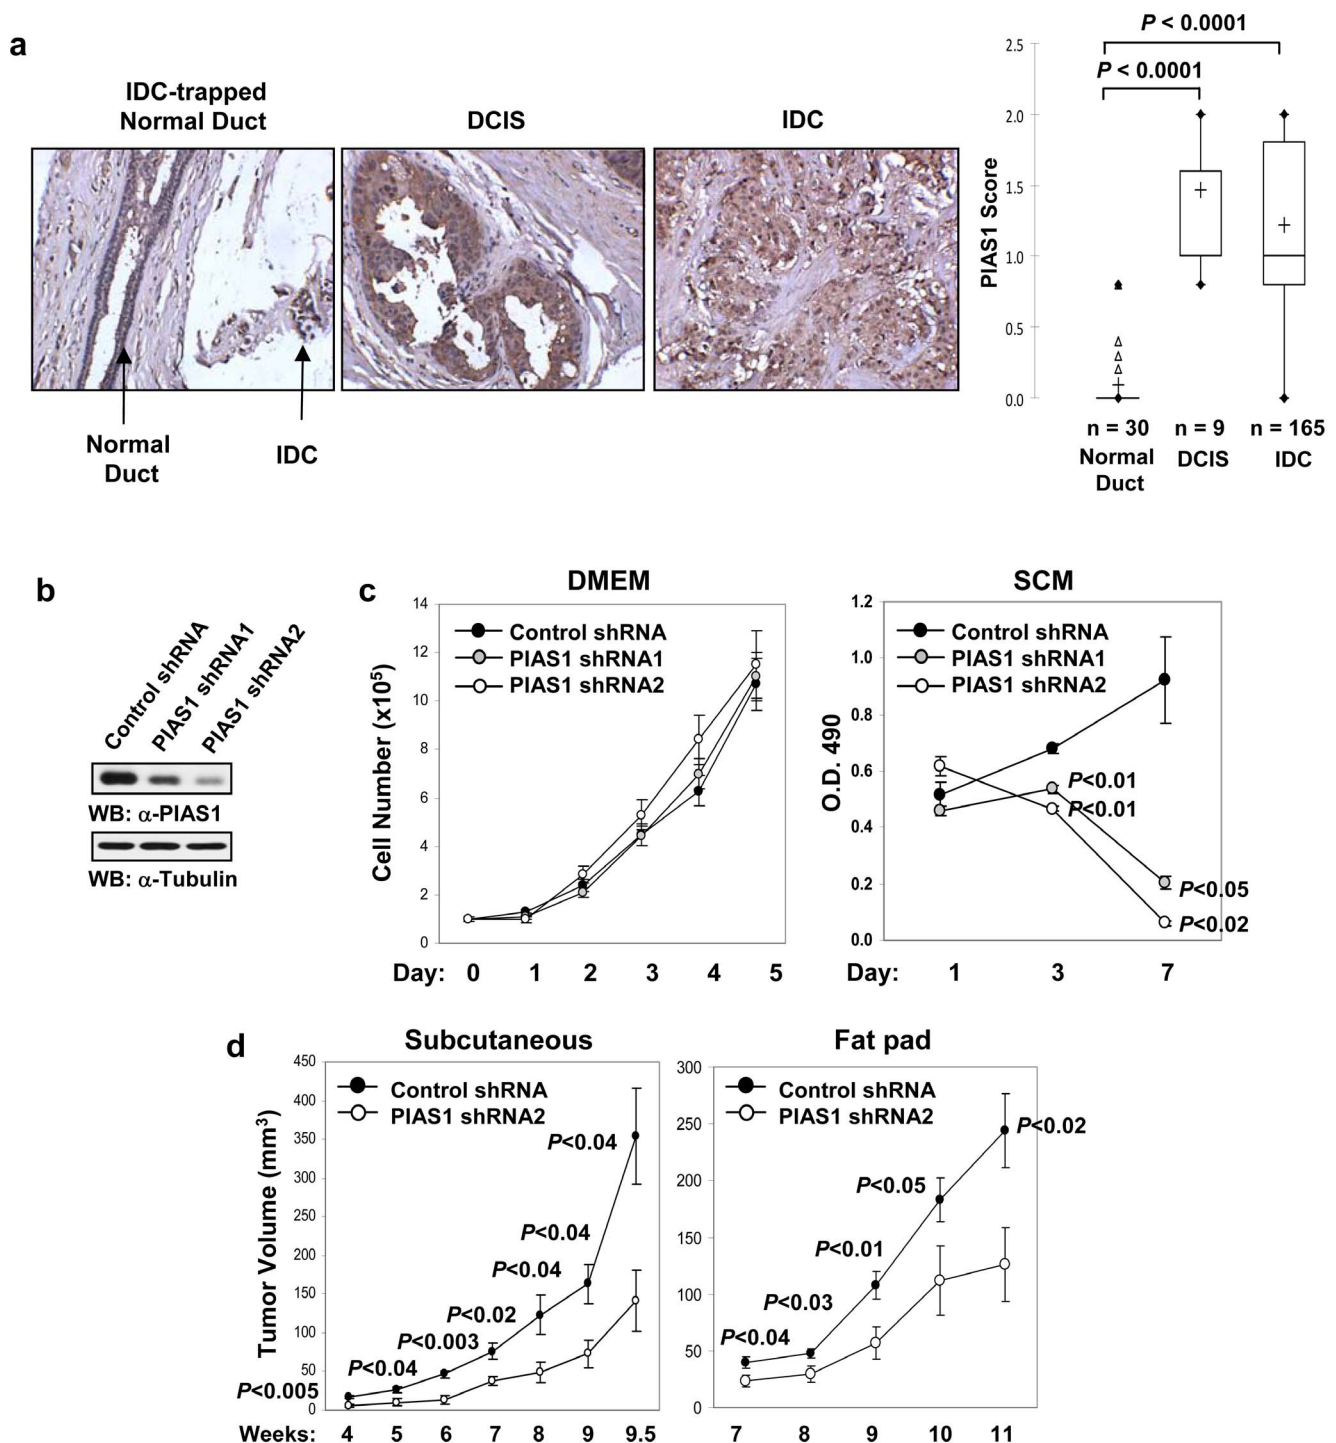 a
IDC-trapped
Normal Duct
DCIS
IDC
Normal
Duct
IDC
P < 0.0001
P < 0.0001
PIAS1 Score
2.5
2.0
1.5
1.0
0.5
0.0
n = 30
n = 9
n = 165
Normal
Duct
DCIS
IDC
b
Control shRNA
PIAS1 shRNA1
PIAS1 shRNA2
WB: α-PIAS1
WB: α-Tubulin
c
DMEM
Control shRNA
PIAS1 shRNA1
PIAS1 shRNA2
Cell Number (x10⁵)
14
12
10
8
6
4
2
0
Day: 0 1 2 3 4 5
SCM
Control shRNA
PIAS1 shRNA1
PIAS1 shRNA2
O.D. 490
1.2
1.0
0.8
0.6
0.4
0.2
0.0
P<0.01
P<0.01
P<0.05
P<0.02
Day: 1 3 7
d
Subcutaneous
Control shRNA
PIAS1 shRNA2
Tumor Volume (mm³)
450
400
350
300
250
200
150
100
50
0
P<0.04
P<0.04
P<0.04
P<0.02
P<0.003
P<0.04
P<0.005
Weeks: 4 5 6 7 8 9 9.5
Fat pad
Control shRNA
PIAS1 shRNA2
300
250
200
150
100
50
0
P<0.02
P<0.05
P<0.01
P<0.03
P<0.04
7 8 9 10 11